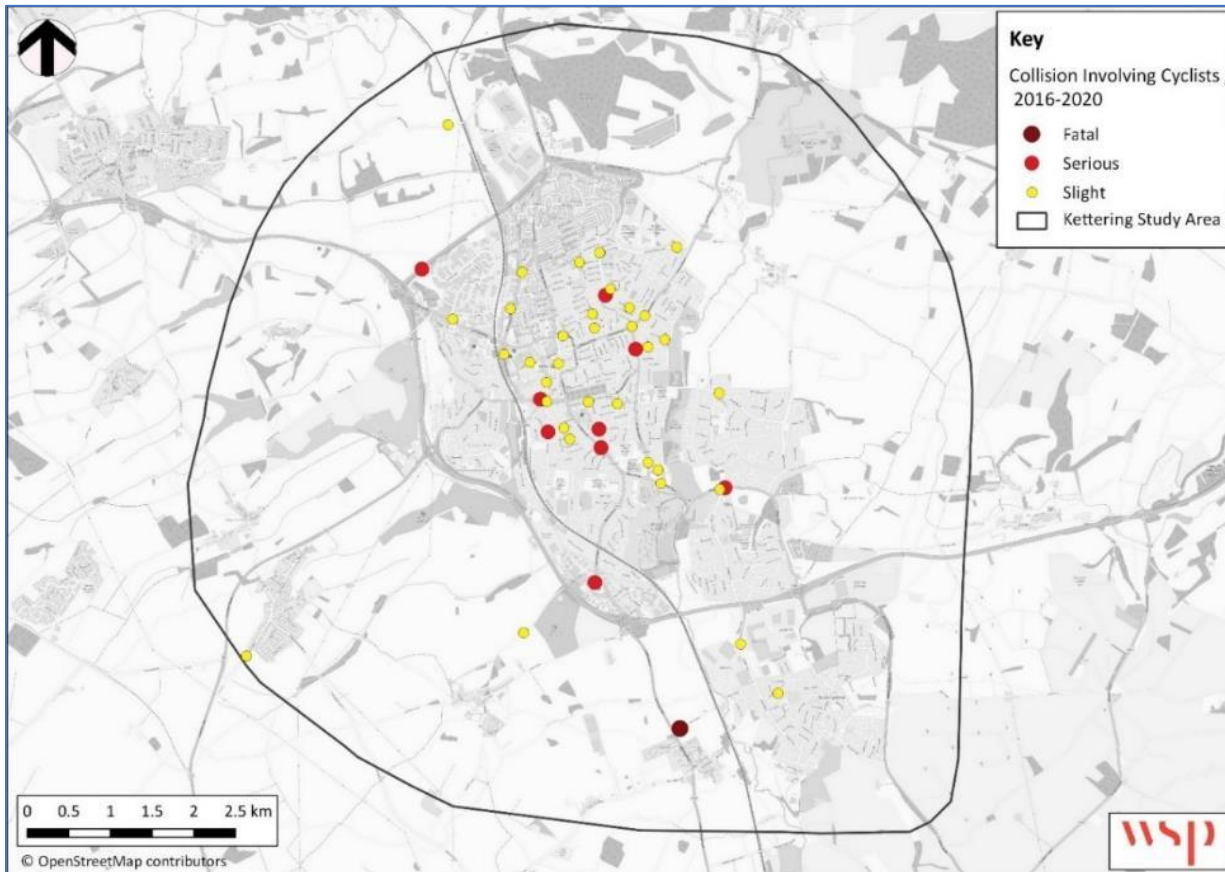 Key
Collision Involving Cyclists ,
2016-2020
Fatal
Serious
Slight
Kettering Study Area
0 0.5 1 1.5 2 2.5 km
© OpenStreetMap contributors
wsp